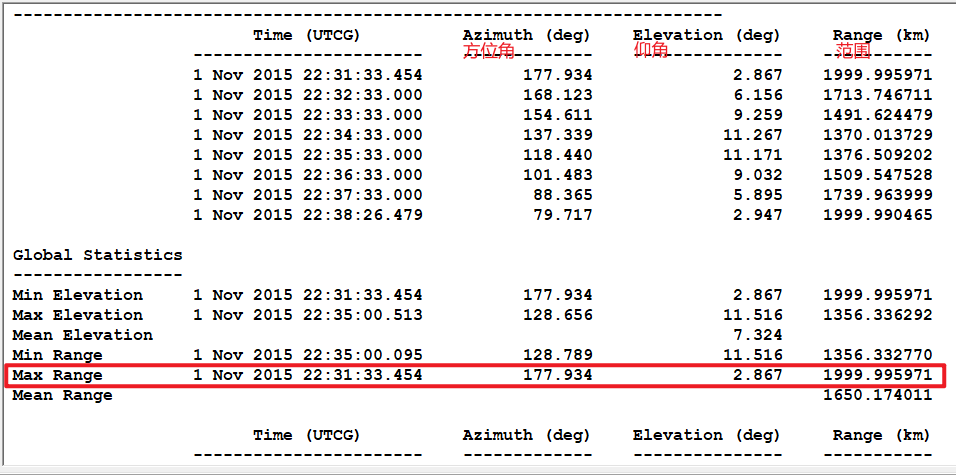 -----------------------------------------------------------------------
Time (UTCG) Azimuth (deg) Elevation (deg) Range (km)
方位角 仰角 范围
----------------------- ------------- --------------- -----------
1 Nov 2015 22:31:33.454 177.934 2.867 1999.995971
1 Nov 2015 22:32:33.000 168.123 6.156 1713.746711
1 Nov 2015 22:33:33.000 154.611 9.259 1491.624479
1 Nov 2015 22:34:33.000 137.339 11.267 1370.013729
1 Nov 2015 22:35:33.000 118.440 11.171 1376.509202
1 Nov 2015 22:36:33.000 101.483 9.032 1509.547528
1 Nov 2015 22:37:33.000 88.365 5.895 1739.963999
1 Nov 2015 22:38:26.479 79.717 2.947 1999.990465
Global Statistics
-----------------
Min Elevation 1 Nov 2015 22:31:33.454 177.934 2.867 1999.995971
Max Elevation 1 Nov 2015 22:35:00.513 128.656 11.516 1356.336292
Mean Elevation 7.324
Min Range 1 Nov 2015 22:35:00.095 128.789 11.516 1356.332770
Max Range 1 Nov 2015 22:31:33.454 177.934 2.867 1999.995971
Mean Range 1650.174011
Time (UTCG) Azimuth (deg) Elevation (deg) Range (km)
----------------------- ------------- --------------- -----------